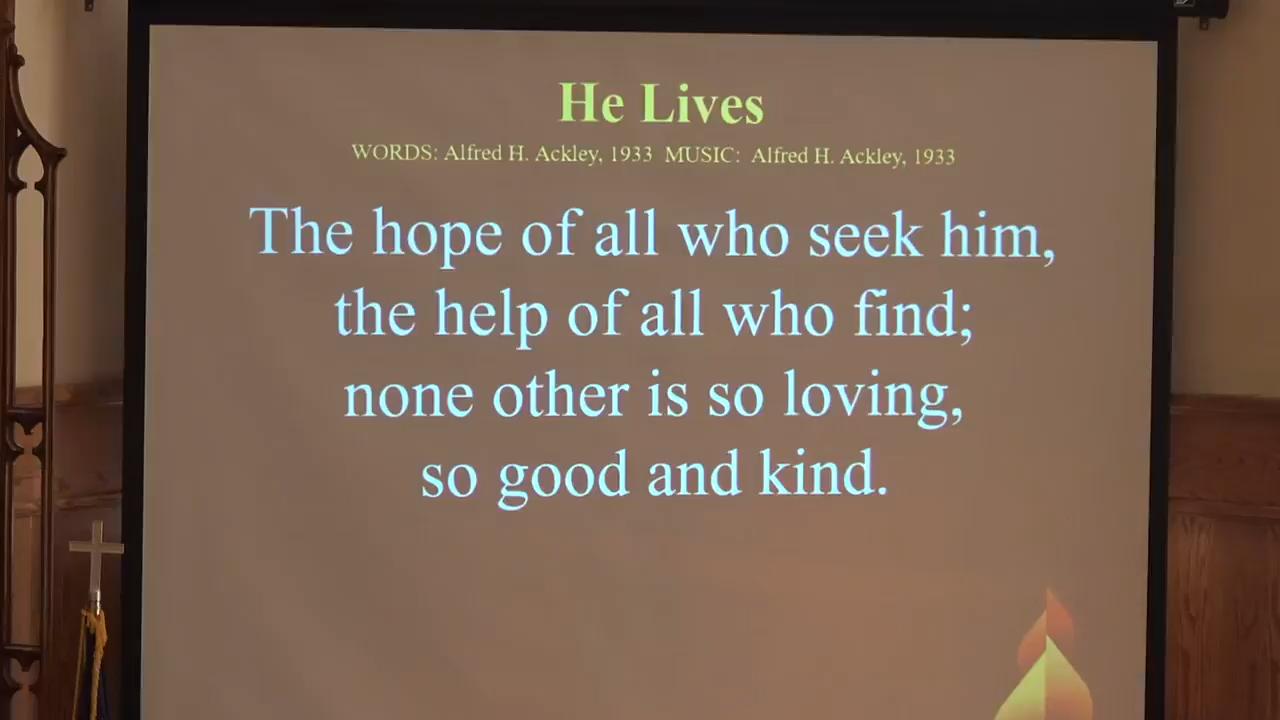 He Lives
WORDS: Alfred H. Ackley, 1933 MUSIC: Alfred H. Ackley, 1933
The hope of all who seek him,
the help of all who find;
none other is so loving,
so good and kind.